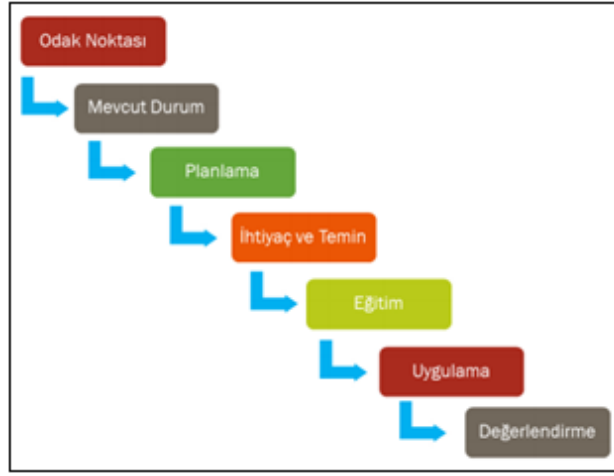 Odak Noktası
Mevcut Durum
Planlama
İhtiyaç ve Temin
Eğitim
Uygulama
Değerlendirme